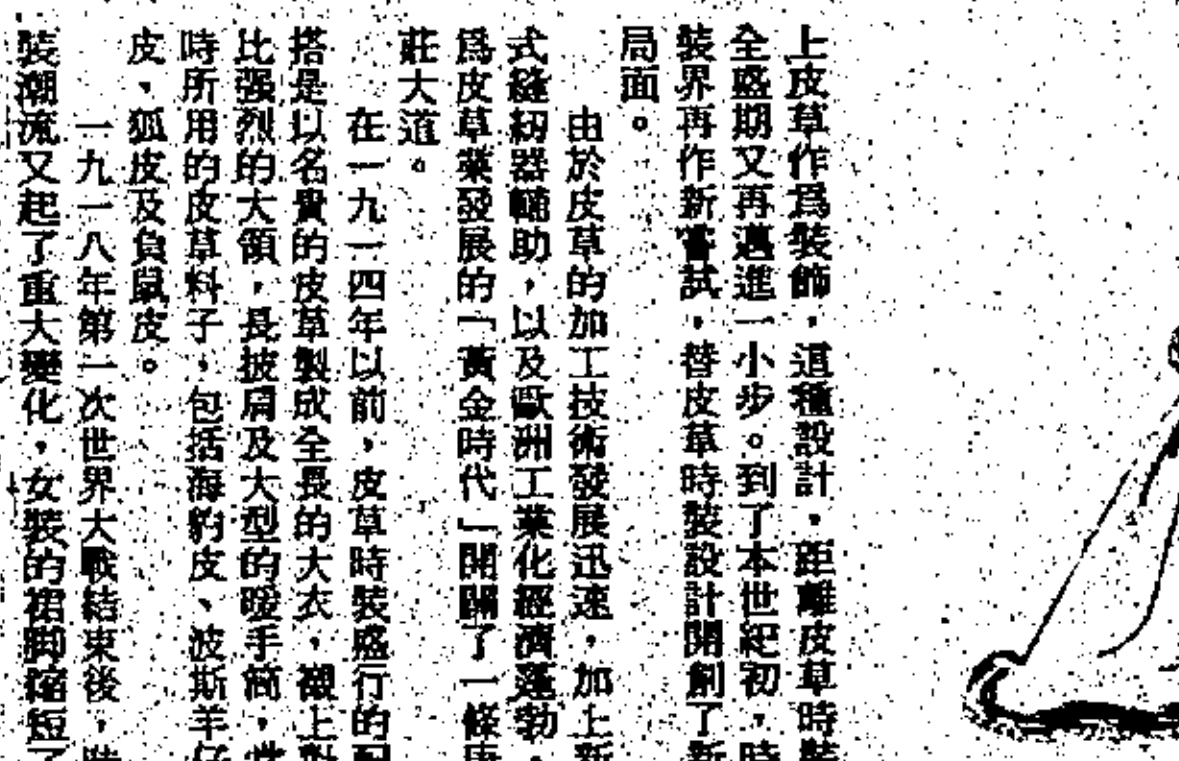 上皮草作爲裝飾，這種設計，距離皮草時裝
全盛期又再邁進一小步。到了本世紀初，時
裝界再作新嘗試，替皮草時裝設計開創了新
局面。
由於皮草的加工技術發展迅速，加上新
式縫紉器輔助，以及歐洲工業化經濟蓬勃，
爲皮草業發展的「黃金時代」開闢了一條康
莊大道。
在一九一四年以前，皮草時裝盛行的配
搭是以名貴的皮草製成全長的大衣，襯上對
比强烈的大領，長披肩及大型的暖手筒，當
時所用的皮草料子，包括海豹皮、波斯羊仔
皮、狐皮及負鼠皮。
一九一八年第一次世界大戰結束後，時
裝潮流又起了重大變化，女裝的裙脚縮短了